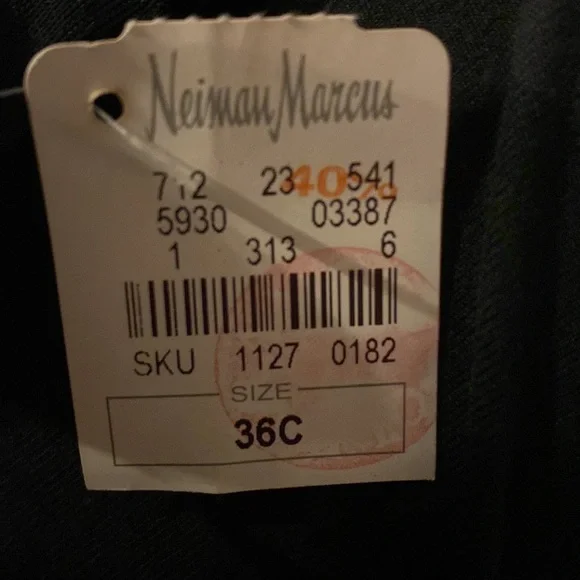 Neiman Marcus
712 23 541
40%
5930 03387
1 313 6
SKU 1127 0182
SIZE
36C